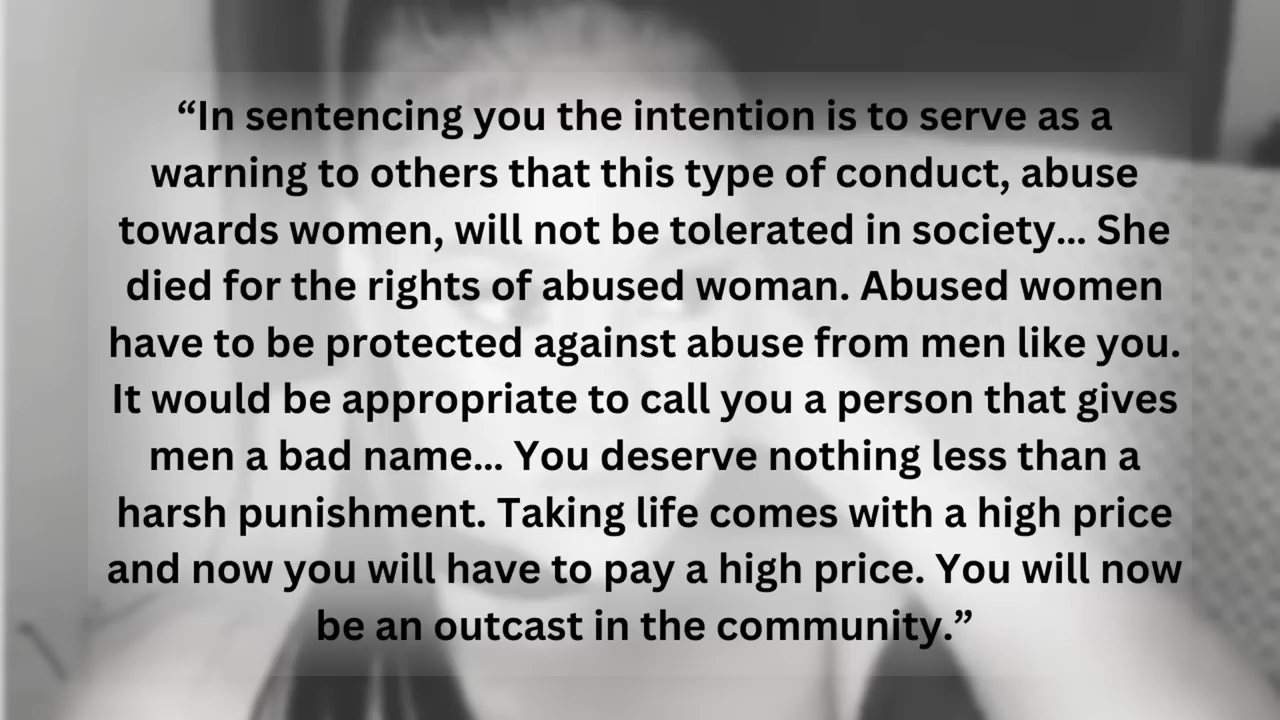 “In sentencing you the intention is to serve as a
warning to others that this type of conduct, abuse
towards women, will not be tolerated in society... She
died for the rights of abused woman. Abused women
have to be protected against abuse from men like you.
It would be appropriate to call you a person that gives
men a bad name... You deserve nothing less than a
harsh punishment. Taking life comes with a high price
and now you will have to pay a high price. You will now
be an outcast in the community.”